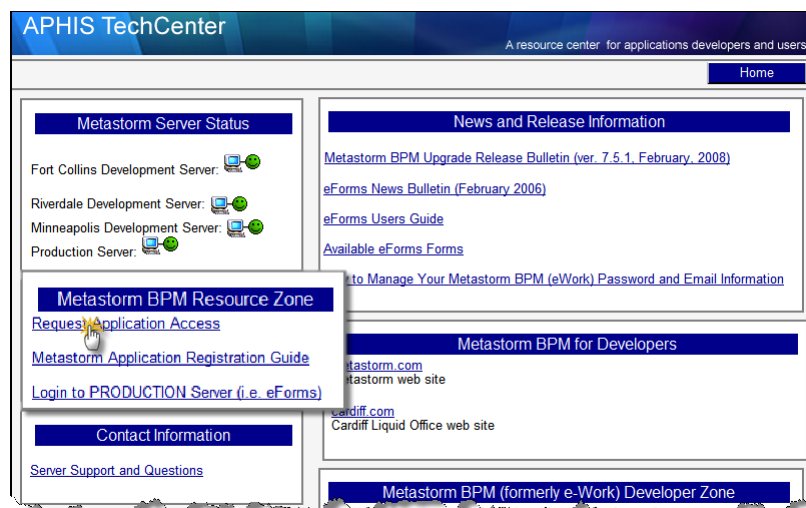 APHIS TechCenter
A resource center for applications developers and users
Home
Metastorm Server Status
Fort Collins Development Server:
Riverdale Development Server:
Minneapolis Development Server:
Production Server:
Metastorm BPM Resource Zone
Request Application Access
Metastorm Application Registration Guide
Login to PRODUCTION Server (i.e. eForms)
Contact Information
Server Support and Questions
News and Release Information
Metastorm BPM Upgrade Release Bulletin (ver. 7.5.1, February, 2008)
eForms News Bulletin (February 2006)
eForms Users Guide
Available eForms Forms
to Manage Your Metastorm BPM (eWork) Password and Email Information
Metastorm BPM for Developers
etastorm.com
etastorm web site
cardiff.com
Cardiff Liquid Office web site
Metastorm BPM (formerly e-Work) Developer Zone